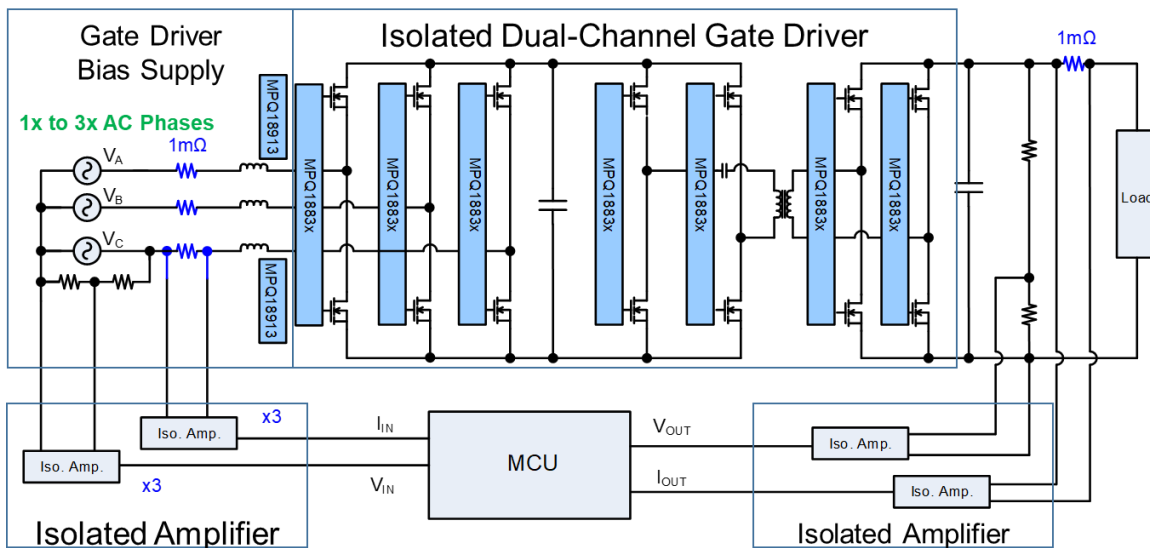 Gate Driver
Bias Supply
Isolated Dual-Channel Gate Driver
1mΩ
1x to 3x AC Phases
1mΩ
MPQ18913
MPQ1883x
MPQ1883x
MPQ1883x
MPQ1883x
MPQ1883x
MPQ1883x
MPQ1883x
VA
VB
VC
MPQ18913
Load
x3
Iso. Amp.
IIN
MCU
VOUT
Iso. Amp.
Iso. Amp.
x3
VIN
IOUT
Iso. Amp.
Isolated Amplifier
Isolated Amplifier